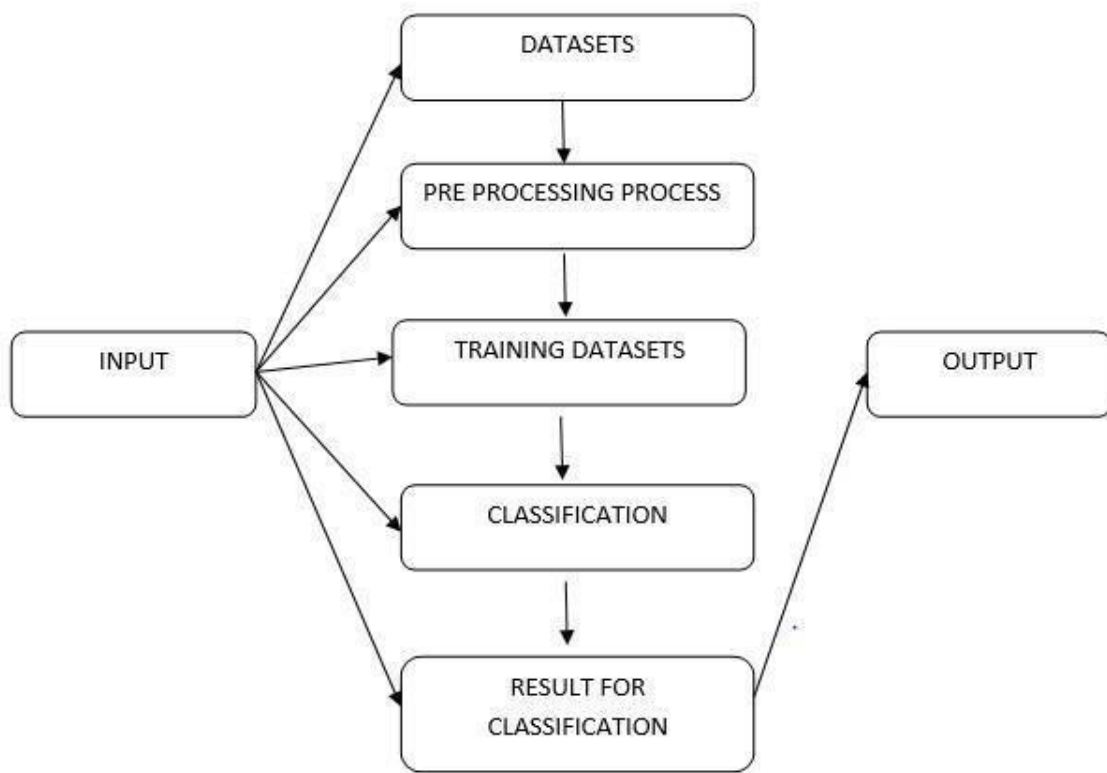 DATASETS
PRE PROCESSING PROCESS
INPUT
TRAINING DATASETS
OUTPUT
CLASSIFICATION
RESULT FOR
CLASSIFICATION